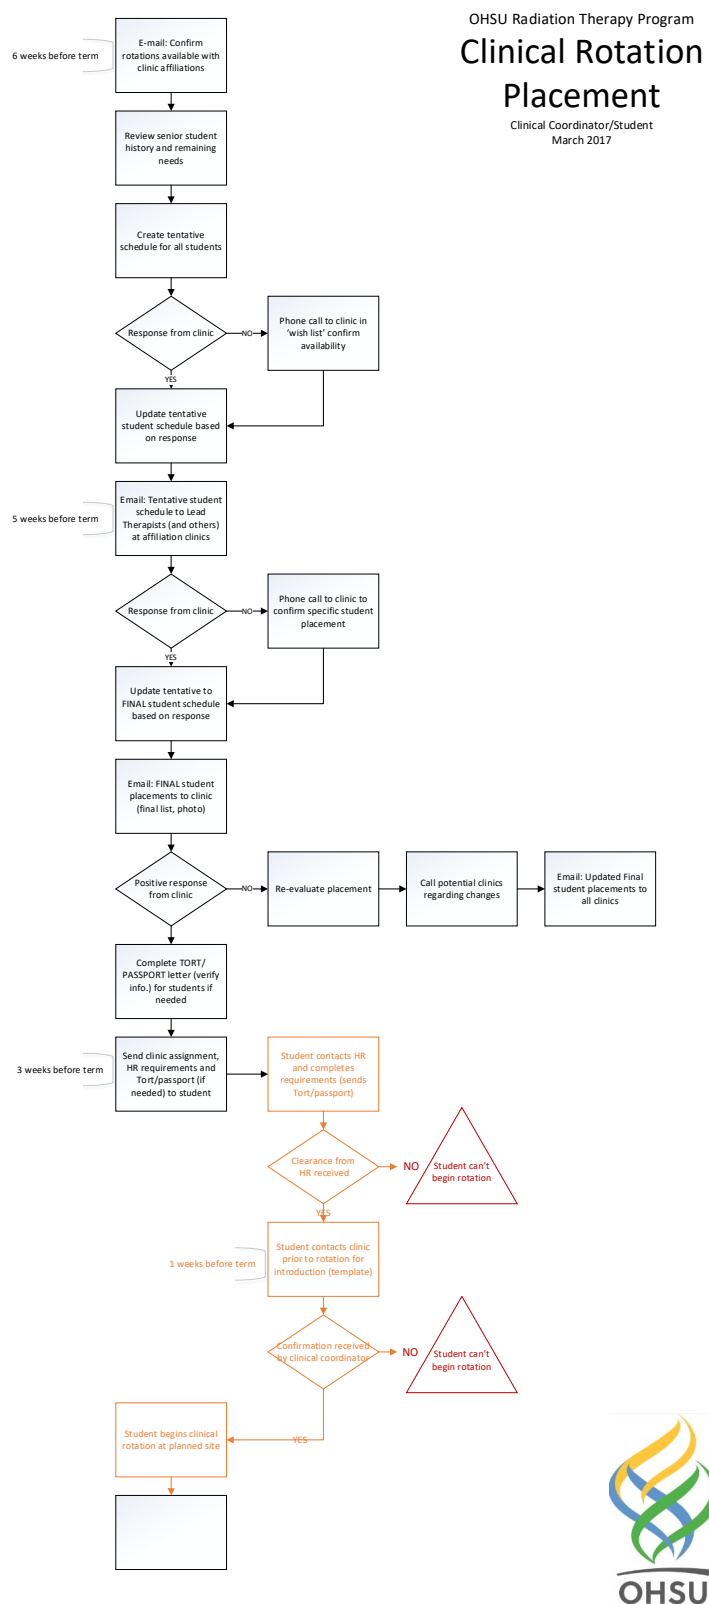 OHSU Radiation Therapy Program
Clinical Rotation
Placement
Clinical Coordinator/Student
March 2017
6 weeks before term
E-mail: Confirm
rotations available with
clinic affiliations
Review senior student
history and remaining
needs
Create tentative
schedule for all students
Response from clinic
NO
Phone call to clinic in
‘wish list’ confirm
availability
YES
Update tentative
student schedule based
on response
5 weeks before term
Email: Tentative student
schedule to Lead
Therapists (and others)
at affiliation clinics
Response from clinic
NO
Phone call to clinic to
confirm specific student
placement
YES
Update tentative to
FINAL student schedule
based on response
Email: FINAL student
placements to clinic
(final list, photo)
Positive response
from clinic
NO
Re-evaluate placement
Call potential clinics
regarding changes
Email: Updated Final
student placements to
all clinics
Complete TORT/
PASSPORT letter (verify
info.) for students if
needed
3 weeks before term
Send clinic assignment,
HR requirements and
Tort/passport (if
needed) to student
Student contacts HR
and completes
requirements (sends
Tort/passport)
Clearance from
HR received
NO
Student can’t
begin rotation
YES
1 weeks before term
Student contacts clinic
prior to rotation for
introduction (template)
Confirmation received
by clinical coordinator
NO
Student can’t
begin rotation
YES
Student begins clinical
rotation at planned site
OHSU